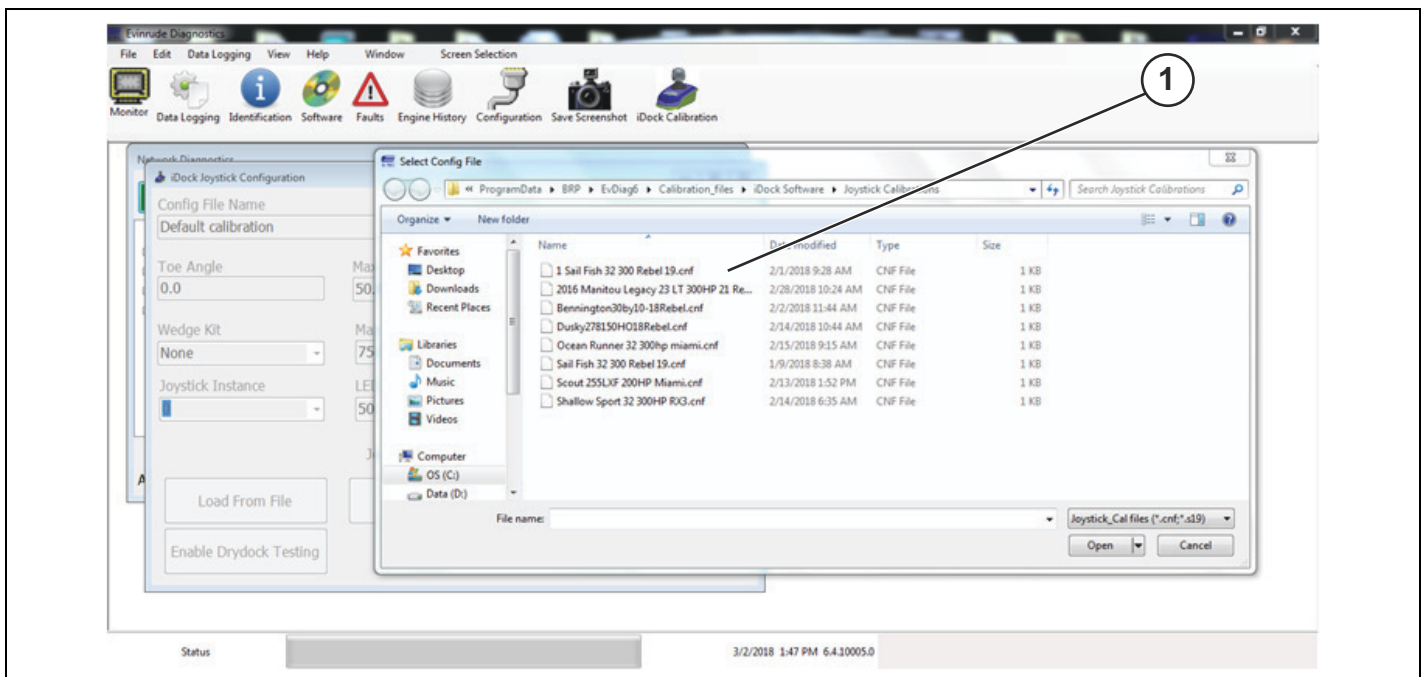 Evinrude Diagnostics
File Edit Data Logging View Help Window Screen Selection
1
Monitor Data Logging Identification Software Faults Engine History Configuration Save Screenshot iDock Calibration
Network Diagnostics
iDock Joystick Configuration
Config File Name
Default calibration
Toe Angle
0.0
Wedge Kit
None
Joystick Instance
Load From File
Enable Drydock Testing
Max
50.
Ma
75
LE
50
A
Select Config File
« ProgramData ▸ BRP ▸ EvDiag6 ▸ Calibration_files ▸ iDock Software ▸ Joystick Calibrations
Search Joystick Calibrations
Organize New folder
Favorites
Desktop
Downloads
Recent Places
Libraries
Documents
Music
Pictures
Videos
Computer
OS (C:)
Data (D:)
Name Date modified Type Size
1 Sail Fish 32 300 Rebel 19.cnf 2/1/2018 9:28 AM CNF File 1 KB
2016 Manitou Legacy 23 LT 300HP 21 Re... 2/28/2018 10:24 AM CNF File 1 KB
Bennington30by10-18Rebel.cnf 2/2/2018 11:44 AM CNF File 1 KB
Dusky278150HO18Rebel.cnf 2/14/2018 10:44 AM CNF File 1 KB
Ocean Runner 32 300hp miami.cnf 2/15/2018 9:15 AM CNF File 1 KB
Sail Fish 32 300 Rebel 19.cnf 1/9/2018 8:38 AM CNF File 1 KB
Scout 255LXF 200HP Miami.cnf 2/13/2018 1:52 PM CNF File 1 KB
Shallow Sport 32 300HP RX3.cnf 2/14/2018 6:35 AM CNF File 1 KB
File name: Joystick_Cal files (*.cnf;*.s19)
Open Cancel
Status 3/2/2018 1:47 PM 6.4.10005.0